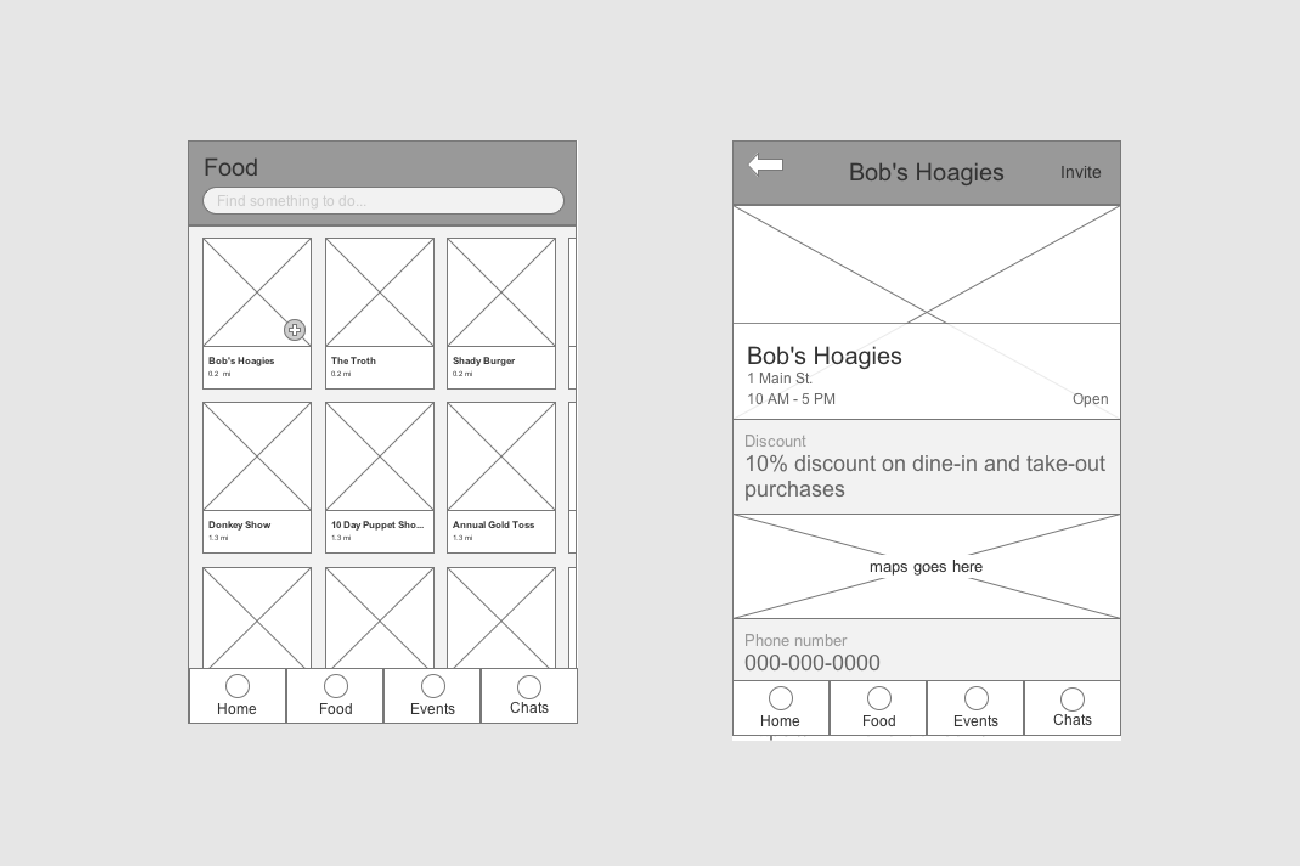 Food
Find something to do...
Bob's Hoagies
0.2 mi
The Troth
0.2 mi
Shady Burger
0.2 mi
Donkey Show
1.3 mi
10 Day Puppet Sho...
1.3 mi
Annual Gold Toss
1.3 mi
Home
Food
Events
Chats
Bob's Hoagies
Invite
Bob's Hoagies
1 Main St.
10 AM - 5 PM
Open
Discount
10% discount on dine-in and take-out
purchases
maps goes here
Phone number
000-000-0000
Home
Food
Events
Chats